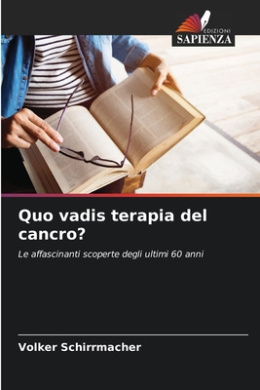 EDIZIONI
SAPIENZA
Quo vadis terapia del
cancro?
Le affascinanti scoperte degli ultimi 60 anni
Volker Schirrmacher